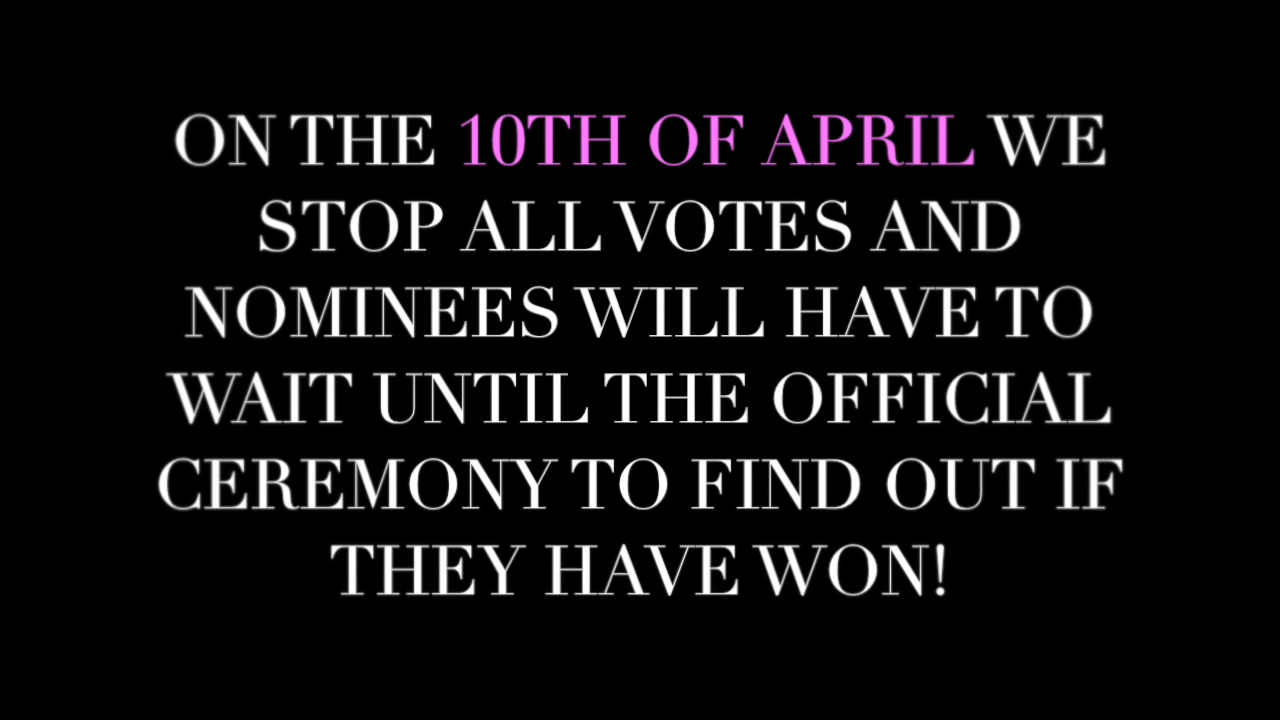 ON THE 10TH OF APRIL WE
STOP ALL VOTES AND
NOMINEES WILL HAVE TO
WAIT UNTIL THE OFFICIAL
CEREMONY TO FIND OUT IF
THEY HAVE WON!